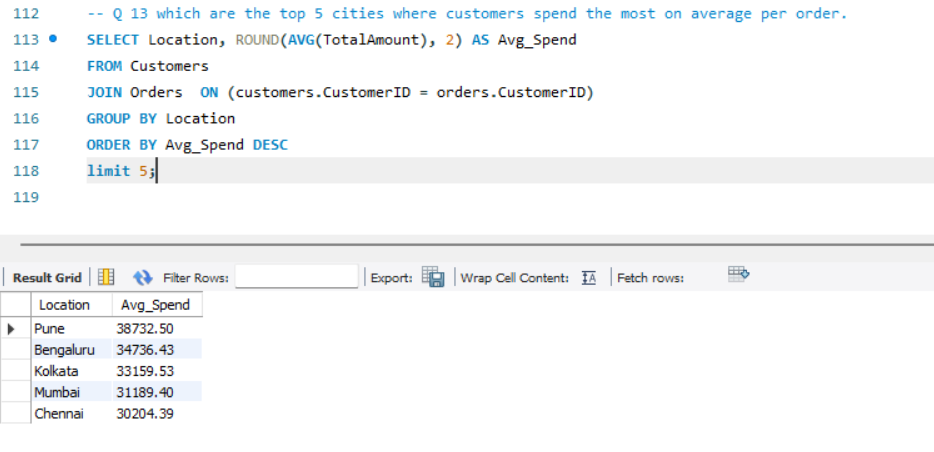 112 -- Q 13 which are the top 5 cities where customers spend the most on average per order.
113 SELECT Location, ROUND(AVG(TotalAmount), 2) AS Avg_Spend
114 FROM Customers
115 JOIN Orders  ON (customers.CustomerID = orders.CustomerID)
116 GROUP BY Location
117 ORDER BY Avg_Spend DESC
118 limit 5;
119
Result Grid Filter Rows: Export: Wrap Cell Content: IA Fetch rows:
Location Avg_Spend
Pune 38732.50
Bengaluru 34736.43
Kolkata 33159.53
Mumbai 31189.40
Chennai 30204.39